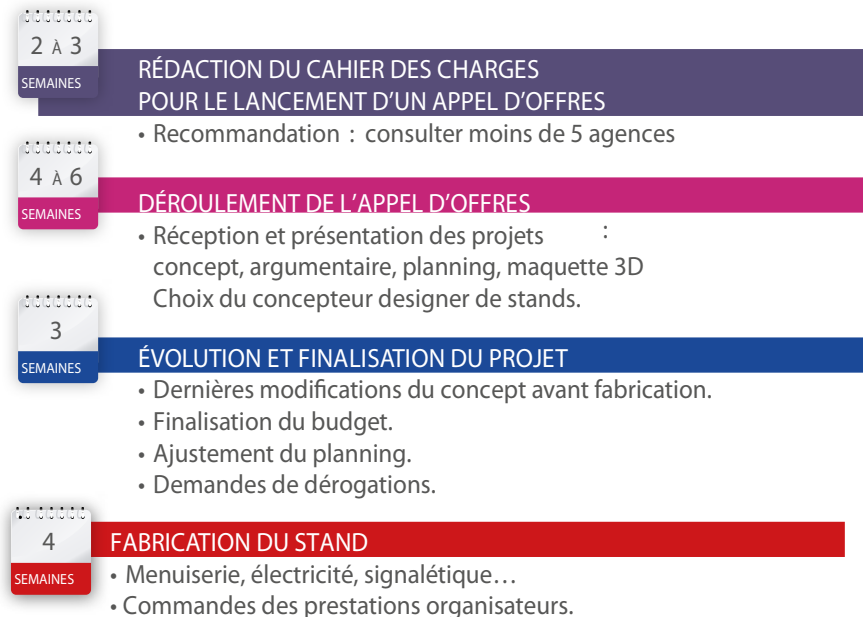 2 À 3
SEMAINES
RÉDACTION DU CAHIER DES CHARGES
POUR LE LANCEMENT D'UN APPEL D'OFFRES
• Recommandation : consulter moins de 5 agences
4 À 6
SEMAINES
DÉROULEMENT DE L'APPEL D'OFFRES
• Réception et présentation des projets :
concept, argumentaire, planning, maquette 3D
Choix du concepteur designer de stands.
3
SEMAINES
ÉVOLUTION ET FINALISATION DU PROJET
• Dernières modifications du concept avant fabrication.
• Finalisation du budget.
• Ajustement du planning.
• Demandes de dérogations.
4
SEMAINES
FABRICATION DU STAND
• Menuiserie, électricité, signalétique…
• Commandes des prestations organisateurs.